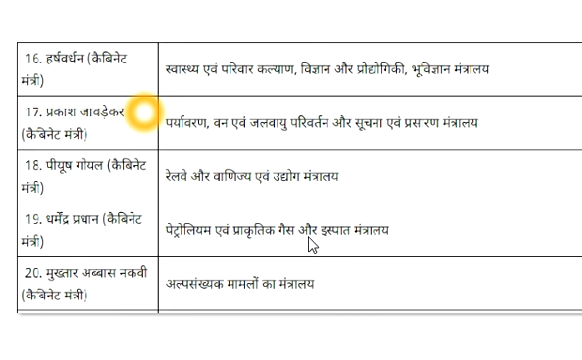 16. हर्षवर्धन (कैबिनेट
मंत्री)
स्वास्थ्य एवं परिवार कल्याण, विज्ञान और प्रोद्योगिकी, भूविज्ञान मंत्रालय
17. प्रकाश जावड़ेकर
(कैबिनेट मंत्री)
पर्यावरण, वन एवं जलवायु परिवर्तन और सूचना एवं प्रसारण मंत्रालय
18. पीयूष गोयल (कैबिनेट
मंत्री)
रेलवे और वाणिज्य एवं उद्योग मंत्रालय
19. धर्मेंद्र प्रधान (कैबिनेट
मंत्री)
पेट्रोलियम एवं प्राकृतिक गैस और इस्पात मंत्रालय
20. मुख्तार अब्बास नकवी
(कैबिनेट मंत्री)
अल्पसंख्यक मामलों का मंत्रालय